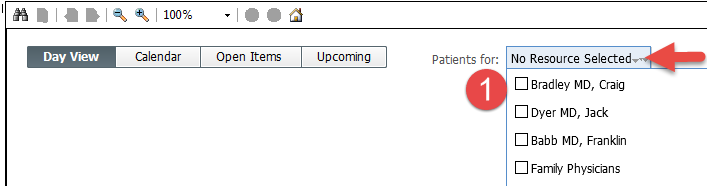 100%
Day View Calendar Open Items Upcoming Patients for: No Resource Selected
1 Bradley MD, Craig
Dyer MD, Jack
Babb MD, Franklin
Family Physicians